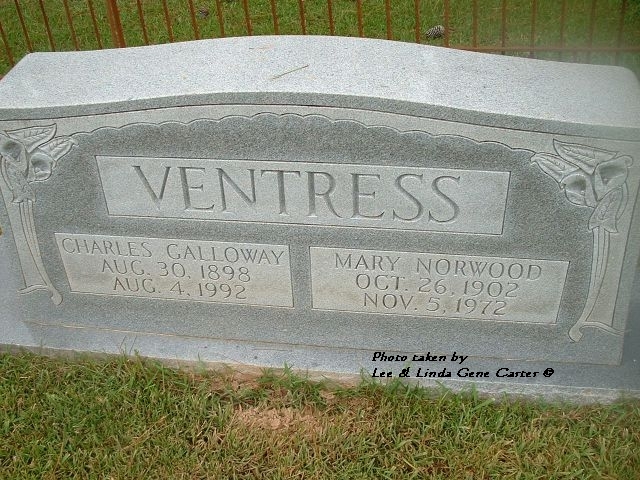 VENTRESS
CHARLES GALLOWAY
AUG. 30, 1898
AUG. 4, 1992
MARY NORWOOD
OCT. 26, 1902
NOV. 5, 1972
Photo taken by
Lee & Linda Gene Carter ©